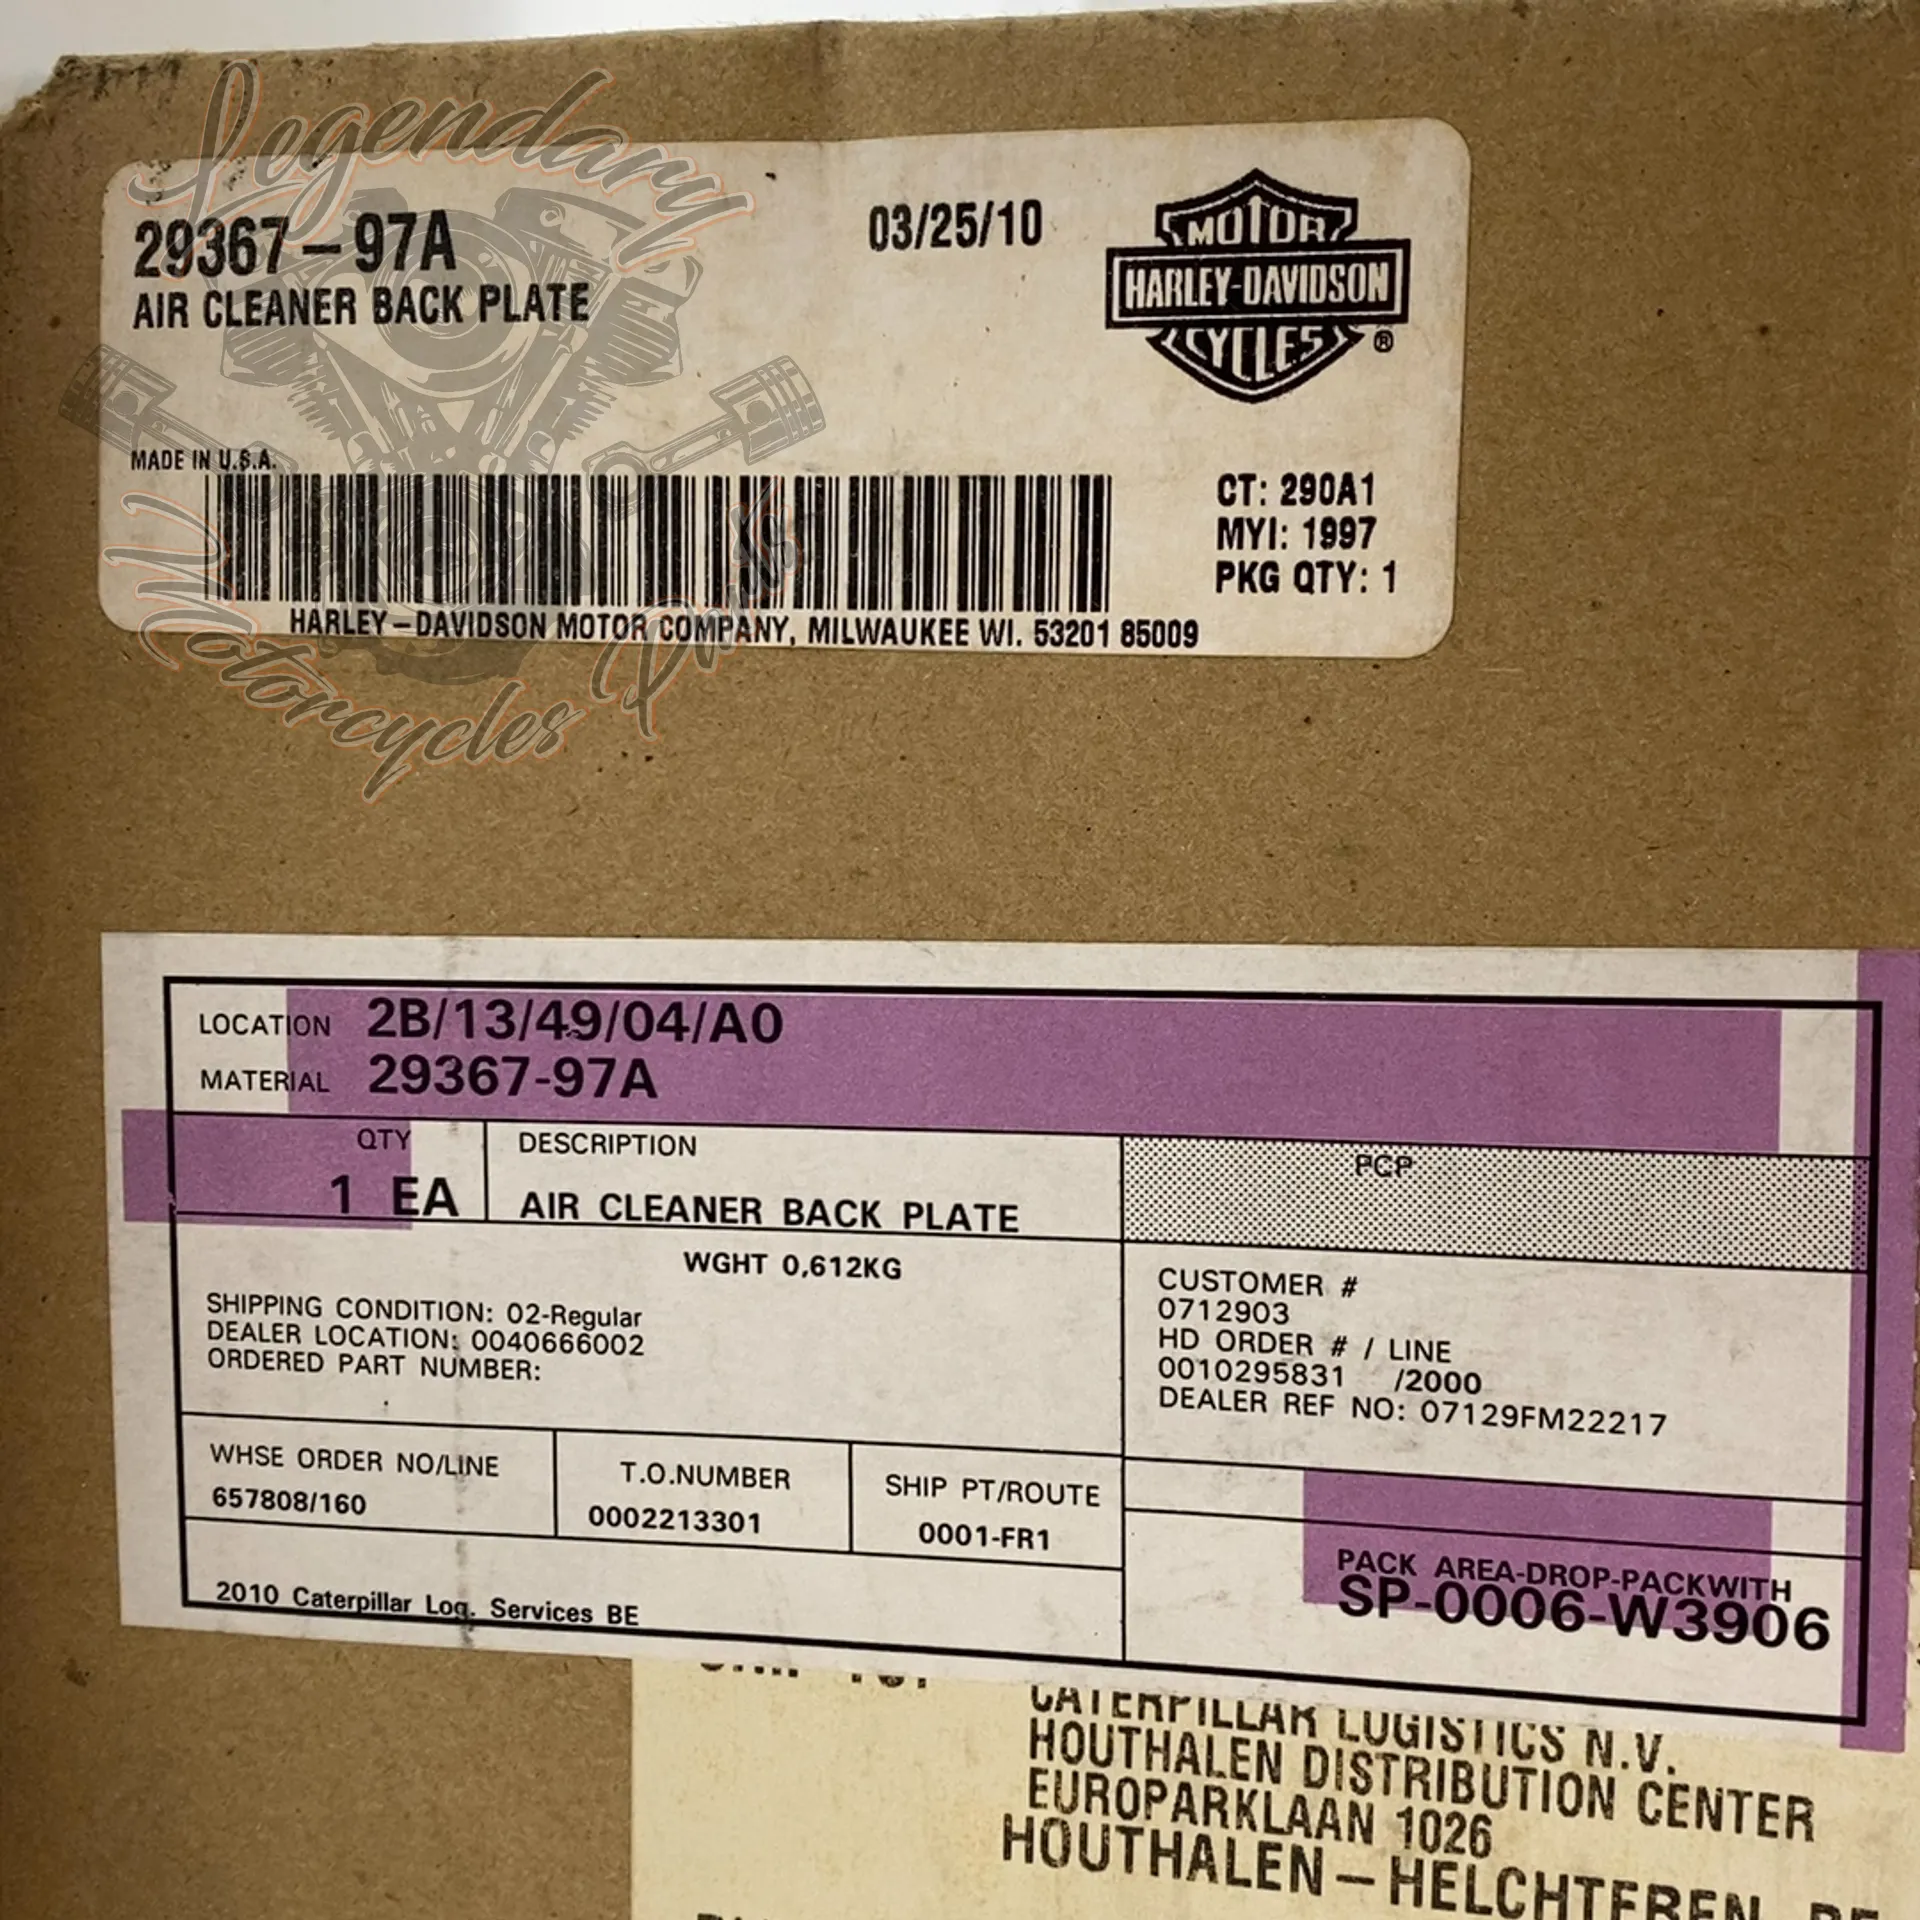 Legendary
Motorcycles Parts
29367-97A
AIR CLEANER BACK PLATE
03/25/10
MOTOR
HARLEY-DAVIDSON
CYCLES
®
MADE IN U.S.A.
CT: 290A1
MYI: 1997
PKG QTY: 1
HARLEY-DAVIDSON MOTOR COMPANY, MILWAUKEE WI. 53201 85009
LOCATION 2B/13/49/04/A0
MATERIAL 29367-97A
QTY
1 EA
DESCRIPTION
AIR CLEANER BACK PLATE
PCP
WGHT 0,612KG
SHIPPING CONDITION: 02-Regular
DEALER LOCATION: 0040666002
ORDERED PART NUMBER:
CUSTOMER #
0712903
HD ORDER # / LINE
0010295831 /2000
DEALER REF NO: 07129FM22217
WHSE ORDER NO/LINE
657808/160
T.O.NUMBER
0002213301
SHIP PT/ROUTE
0001-FR1
PACK AREA-DROP-PACKWITH
SP-0006-W3906
2010 Caterpillar Log. Services BE
CATERPILLAR LOGISTICS N.V.
HOUTHALEN DISTRIBUTION CENTER
EUROPARKLAAN 1026
HOUTHALEN-HELCHTEREN